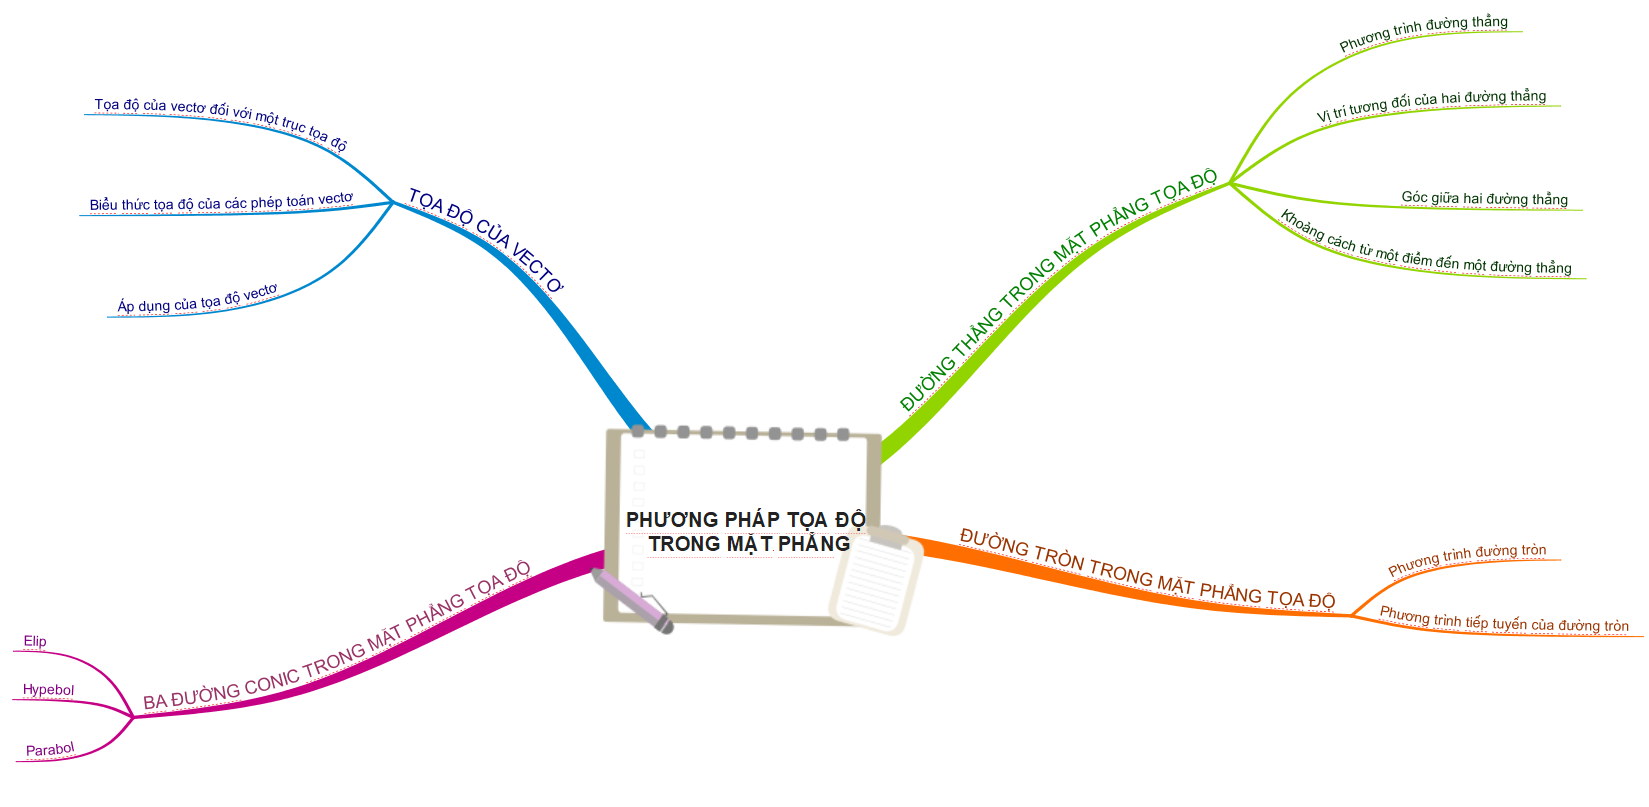 PHƯƠNG PHÁP TỌA ĐỘ
TRONG MẶT PHẲNG
TỌA ĐỘ CỦA VECTƠ
Tọa độ của vectơ đối với một trục tọa độ
Biểu thức tọa độ của các phép toán vectơ
Áp dụng của tọa độ vectơ
ĐƯỜNG THẲNG TRONG MẶT PHẲNG TỌA ĐỘ
Phương trình đường thẳng
Vị trí tương đối của hai đường thẳng
Góc giữa hai đường thẳng
Khoảng cách từ một điểm đến một đường thẳng
ĐƯỜNG TRÒN TRONG MẶT PHẲNG TỌA ĐỘ
Phương trình đường tròn
Phương trình tiếp tuyến của đường tròn
BA ĐƯỜNG CONIC TRONG MẶT PHẲNG TỌA ĐỘ
Elip
Hypebol
Parabol